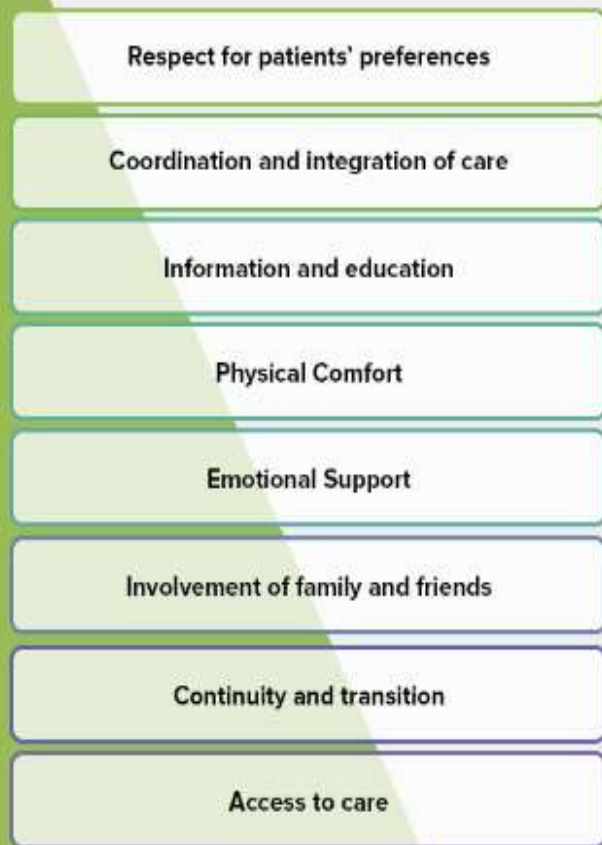 Respect for patients’ preferences
Coordination and integration of care
Information and education
Physical Comfort
Emotional Support
Involvement of family and friends
Continuity and transition
Access to care